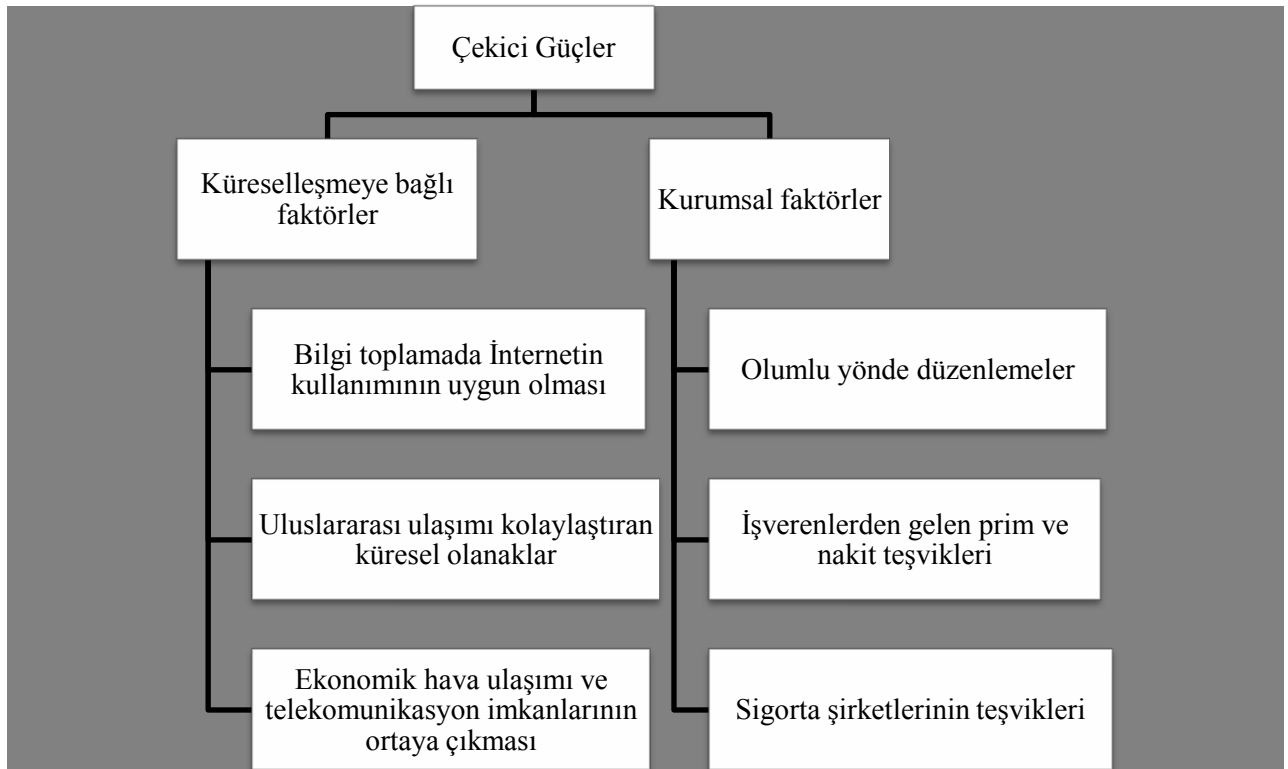 Çekici Güçler
Küreselleşmeye bağlı
faktörler
Bilgi toplamada İnternetin
kullanımının uygun olması
Uluslararası ulaşımı kolaylaştıran
küresel olanaklar
Ekonomik hava ulaşımı ve
telekomunikasyon imkanlarının
ortaya çıkması
Kurumsal faktörler
Olumlu yönde düzenlemeler
İşverenlerden gelen prim ve
nakit teşvikleri
Sigorta şirketlerinin teşvikleri